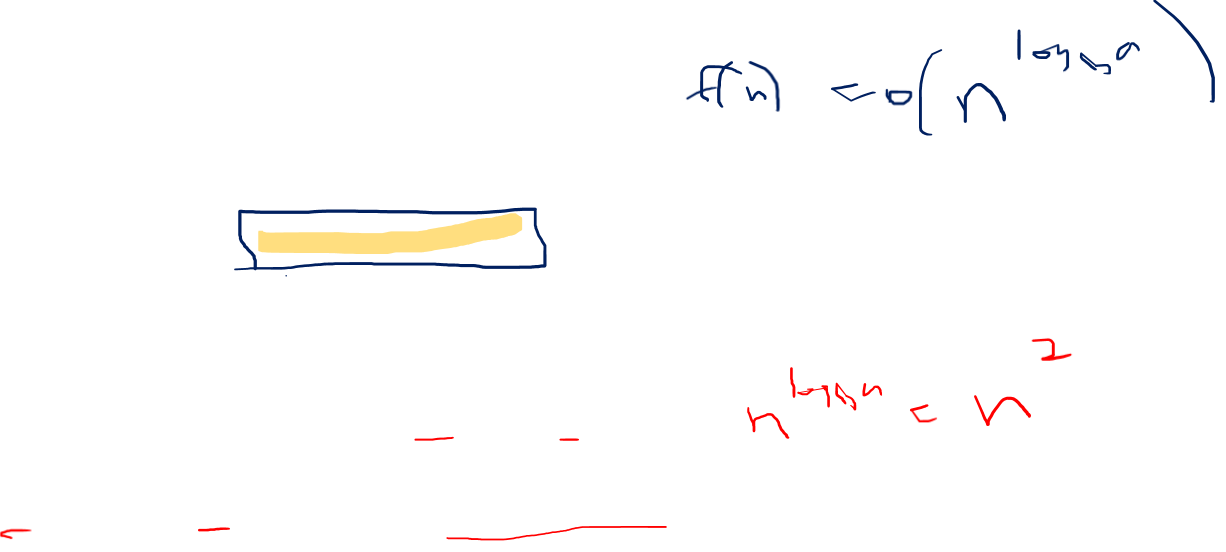 f(n) = O(n^{log_b a})
n^{log_b a} = n^2